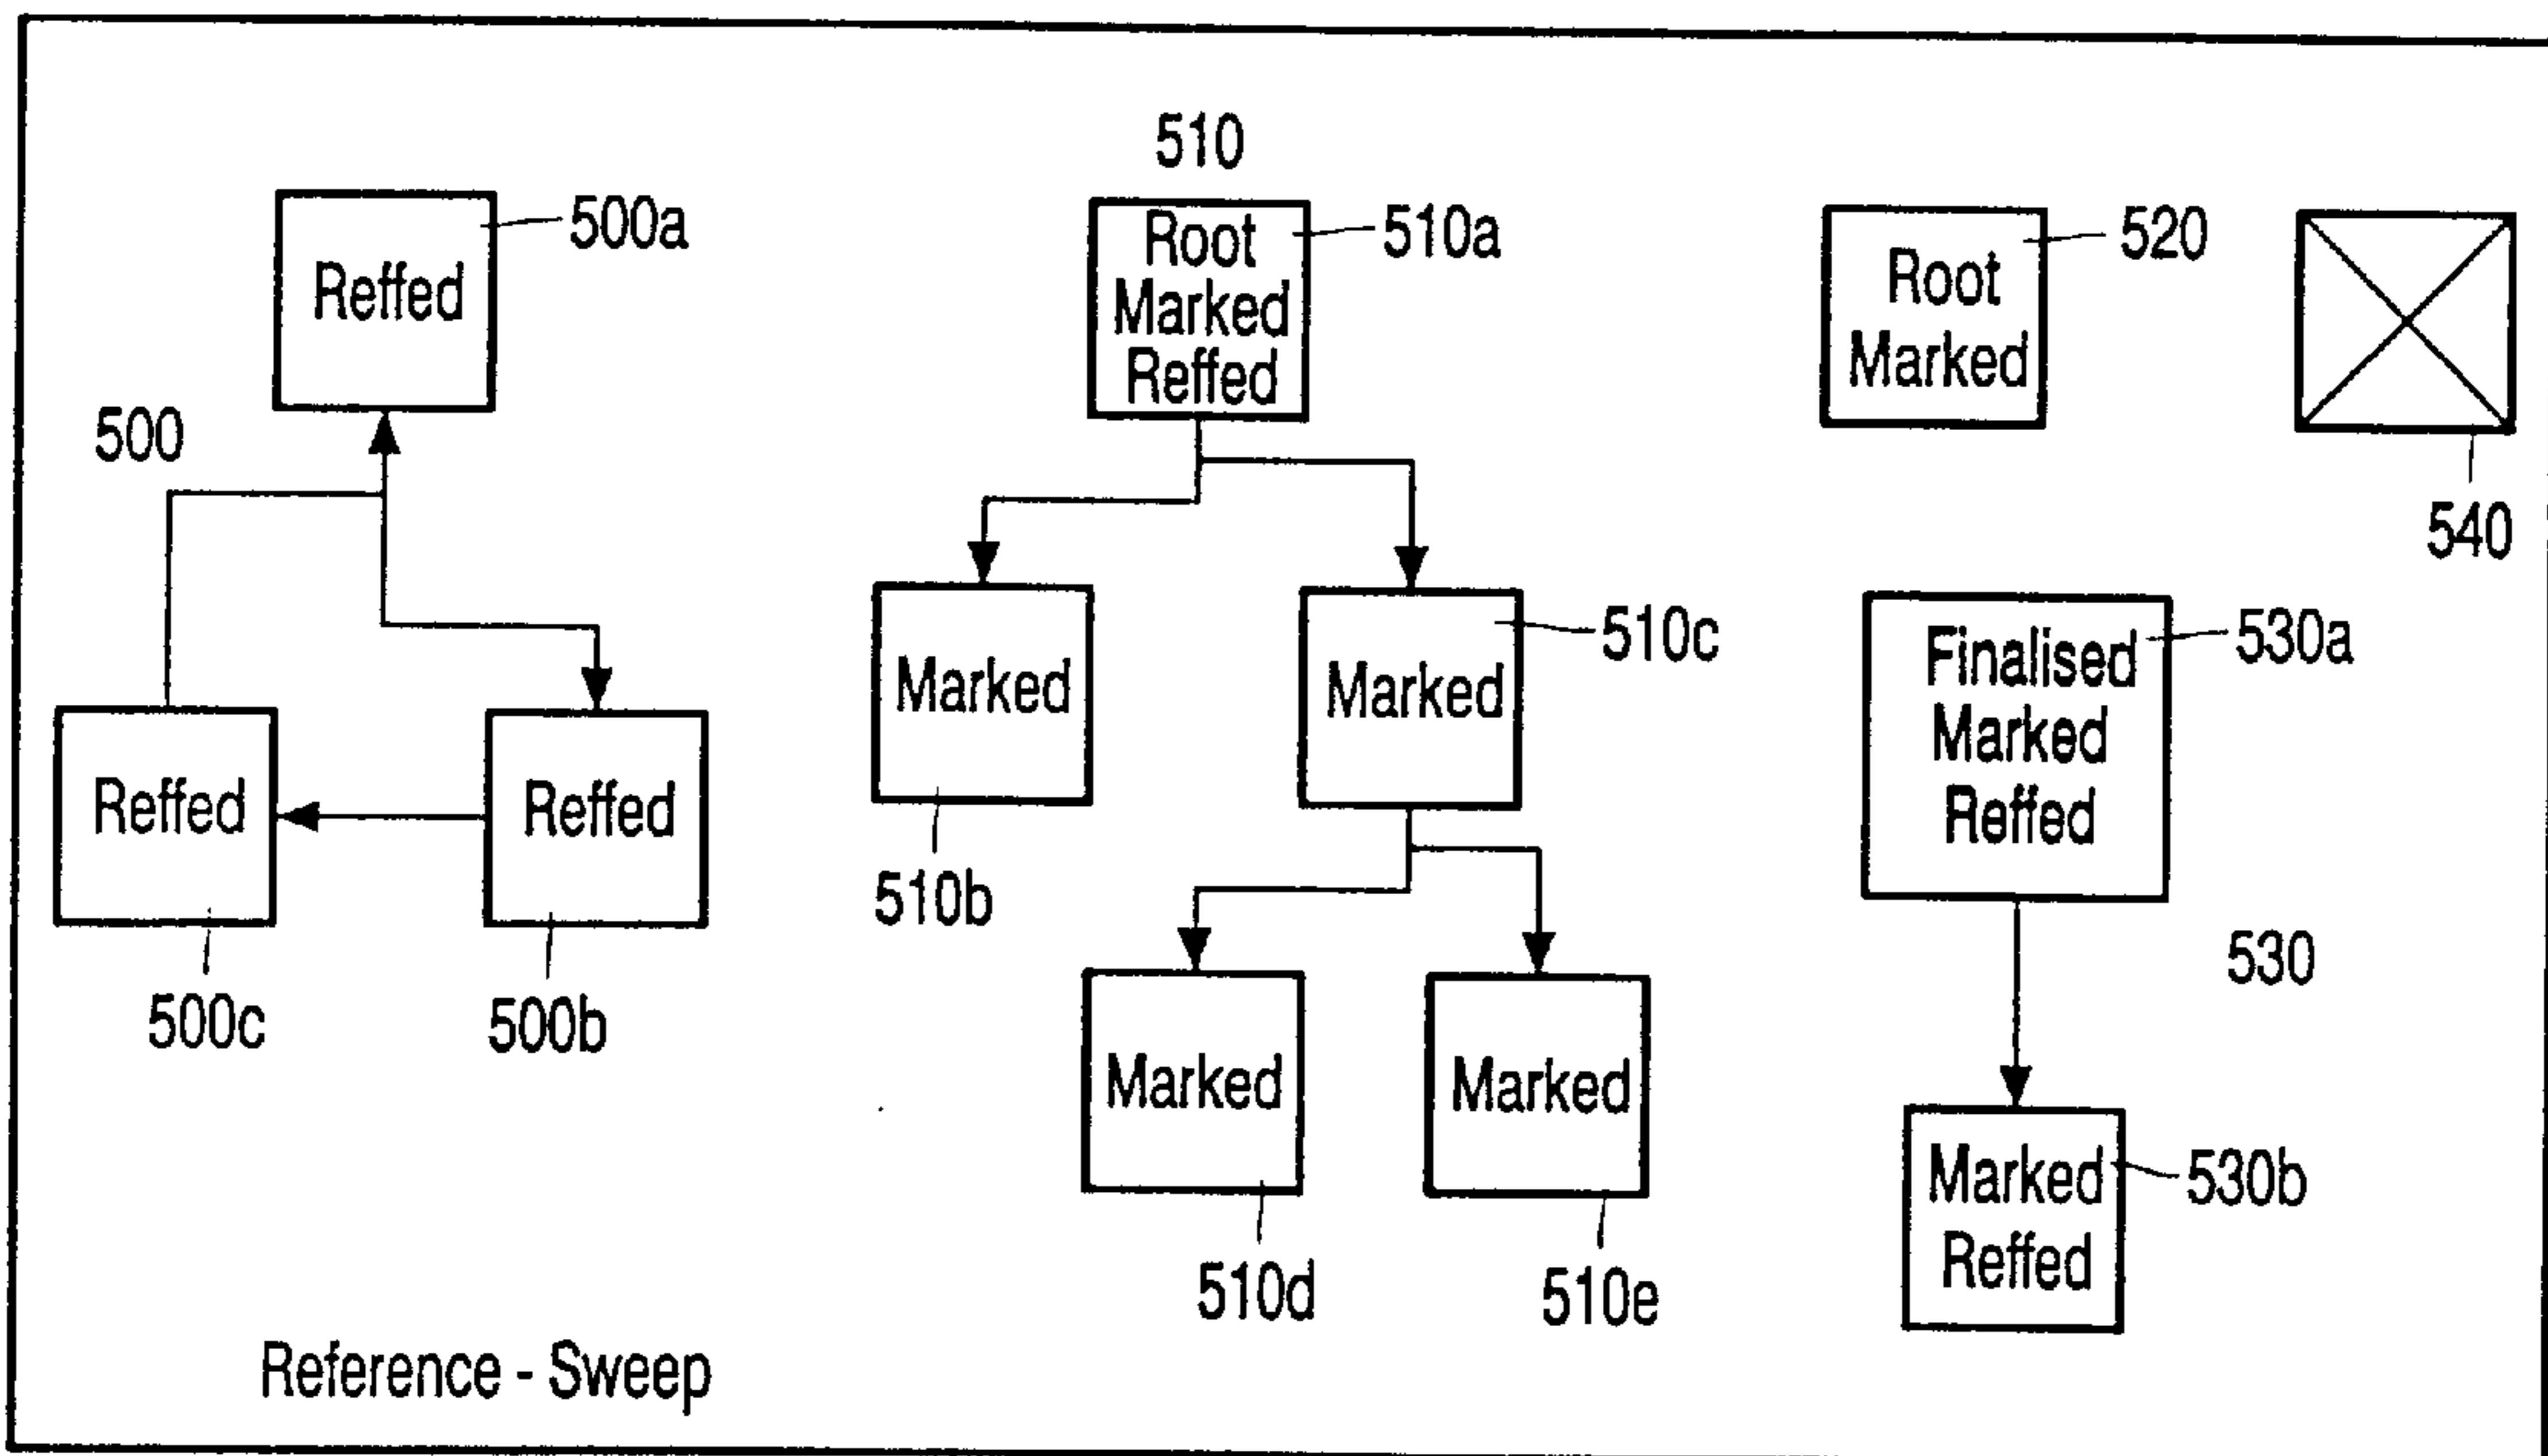 510
500a
Reffed
Root
Marked
Reffed
510a
Root
Marked
520
500
540
Marked
510b
Marked
510c
Finalised
Marked
Reffed
530a
Reffed
500c
Reffed
500b
530
Marked
510d
Marked
510e
Marked
Reffed
530b
Reference - Sweep